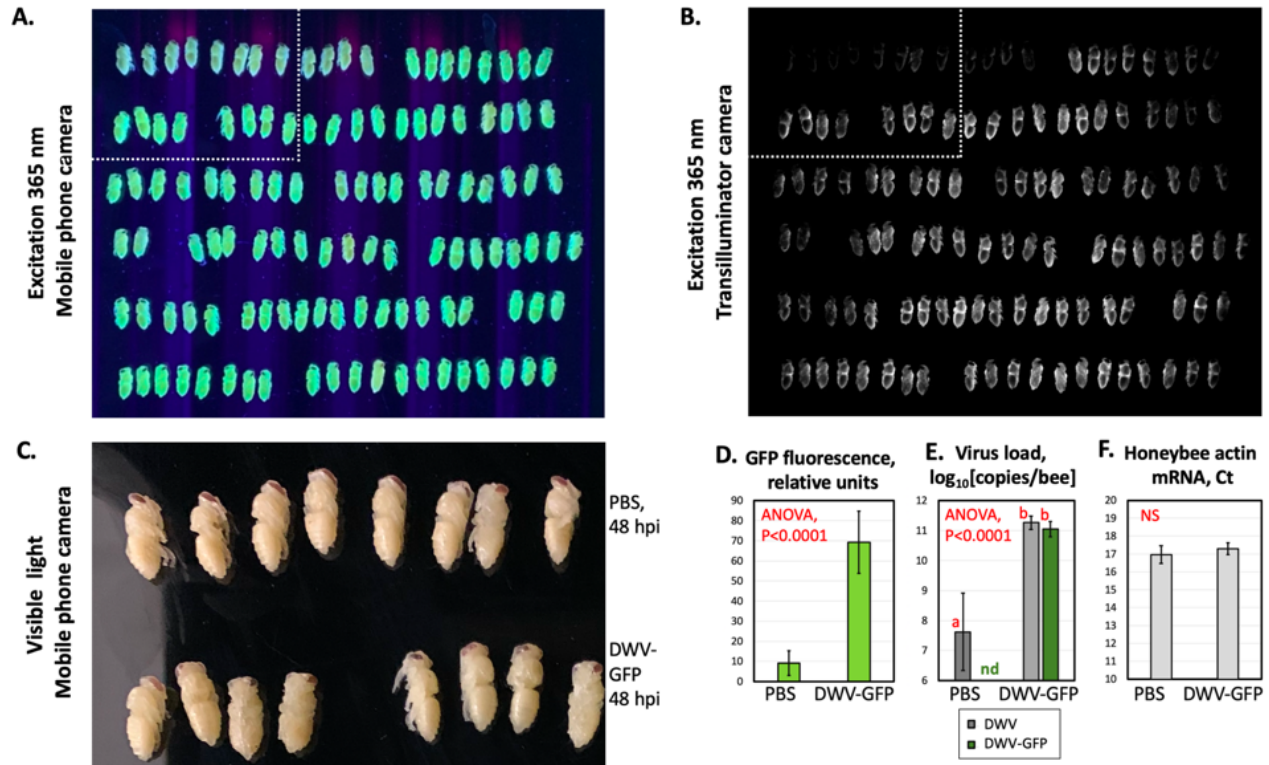 A.
Excitation 365 nm
Mobile phone camera
B.
Excitation 365 nm
Transilluminator camera
C.
Visible light
Mobile phone camera
PBS,
48 hpi
DWV-
GFP
48 hpi
D. GFP fluorescence,
relative units
90
80
70
60
50
40
30
20
10
0
ANOVA,
P<0.0001
PBS DWV-GFP
E. Virus load,
log₁₀[copies/bee]
12
11
10
9
8
7
6
ANOVA,
P<0.0001
a
nd
b b
PBS DWV-GFP
DWV
DWV-GFP
F. Honeybee actin
mRNA, Ct
20
19
18
17
16
15
14
13
12
11
10
NS
PBS DWV-GFP